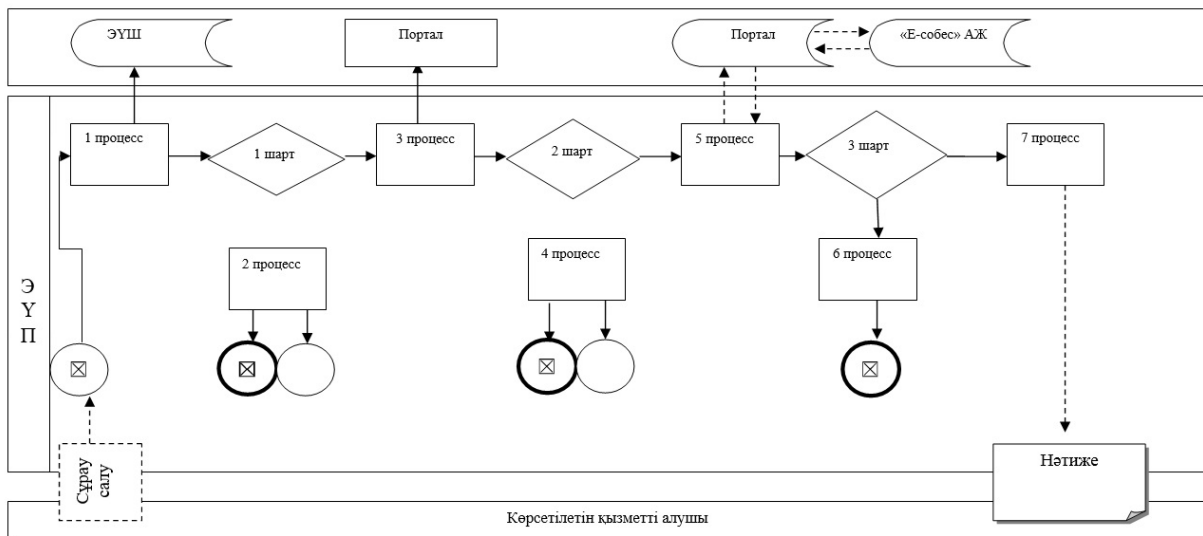 ЭҮШ
Портал
Портал
«Е-собес» АЖ
1 процесс
1 шарт
3 процесс
2 шарт
5 процесс
3 шарт
7 процесс
2 процесс
4 процесс
6 процесс
Э
Ү
П
Сұрау
салу
Нәтиже
Көрсетілетін қызметті алушы